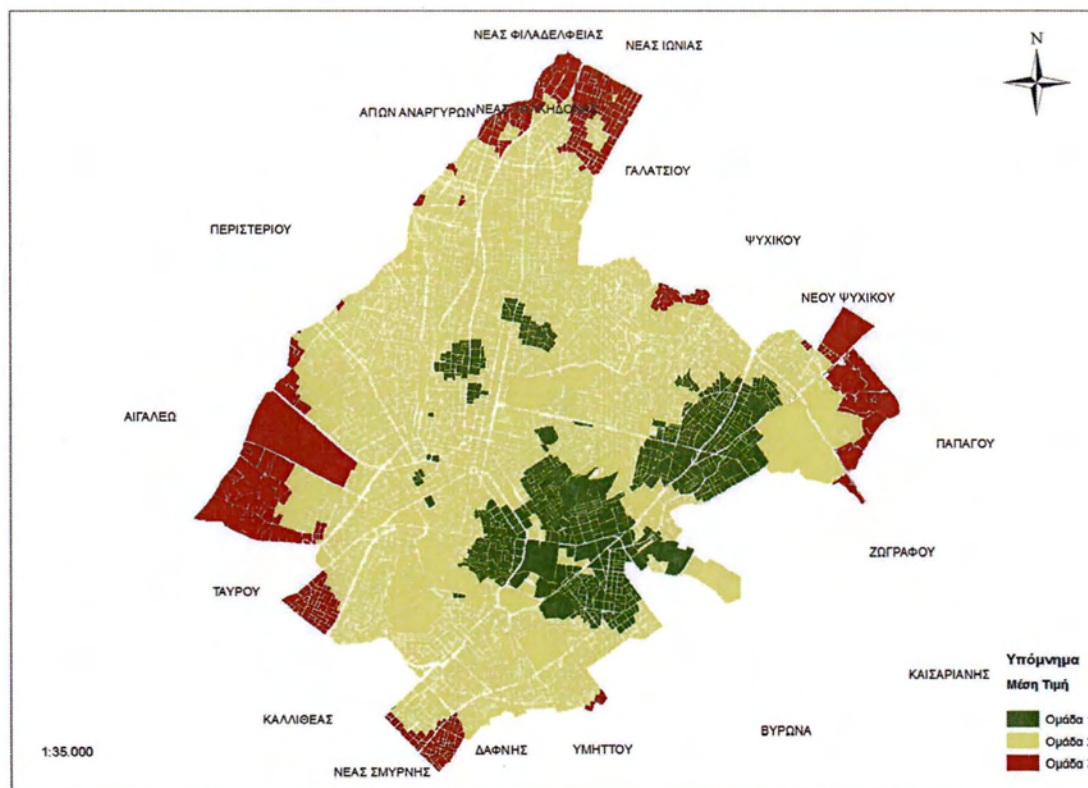 ΝΕΑΣ ΦΙΛΑΔΕΛΦΕΙΑΣ
ΝΕΑΣ ΙΩΝΙΑΣ
N
ΑΓΙΩΝ ΑΝΑΡΓΥΡΩΝ
ΝΕΑΣ
ΓΑΛΑΤΣΙΟΥ
ΠΕΡΙΣΤΕΡΙΟΥ
ΨΥΧΙΚΟΥ
ΝΕΟΥ ΨΥΧΙΚΟΥ
ΑΙΓΑΛΕΩ
ΠΑΠΑΓΟΥ
ΖΩΓΡΑΦΟΥ
ΤΑΥΡΟΥ
Υπόμνημα
ΚΑΙΣΑΡΙΑΝΗΣ
Μέση Τιμή
ΚΑΛΛΙΘΕΑΣ
ΒΥΡΩΝΑ
Ομάδα
ΔΑΦΝΗΣ
ΥΜΗΤΤΟΥ
Ομάδα
1:35.000
Ομάδα
ΝΕΑΣ ΣΜΥΡΝΗΣ